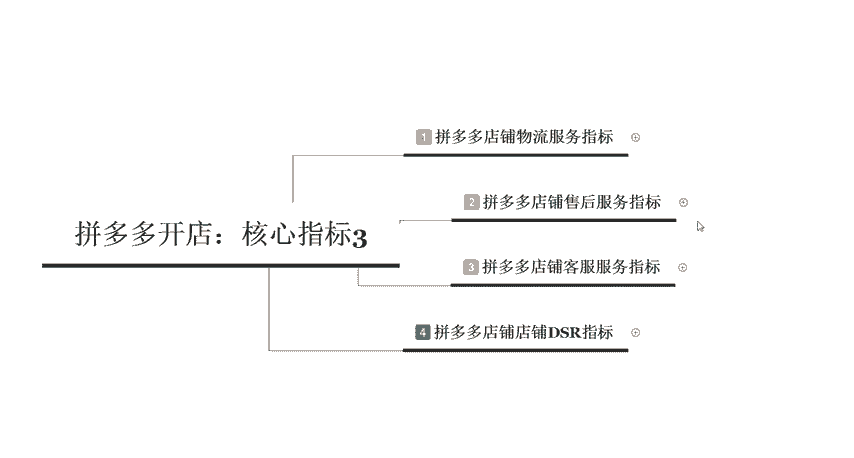 1 拼多多店铺物流服务指标
2 拼多多店铺售后服务指标
拼多多开店：核心指标3
3 拼多多店铺客服服务指标
4 拼多多店铺店铺DSR指标